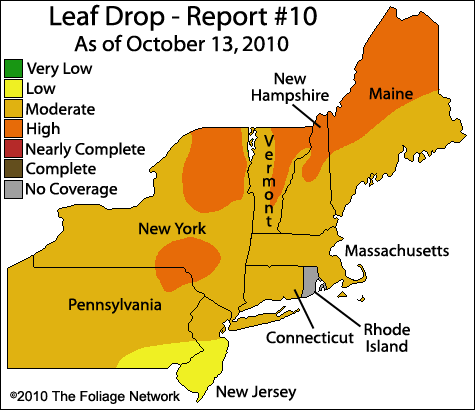 Leaf Drop - Report #10
As of October 13, 2010
Very Low
Low
Moderate
High
Nearly Complete
Complete
No Coverage
New
Hampshire
Maine
Vermont
New York
Massachusetts
Pennsylvania
Connecticut
Rhode
Island
New Jersey
©2010 The Foliage Network